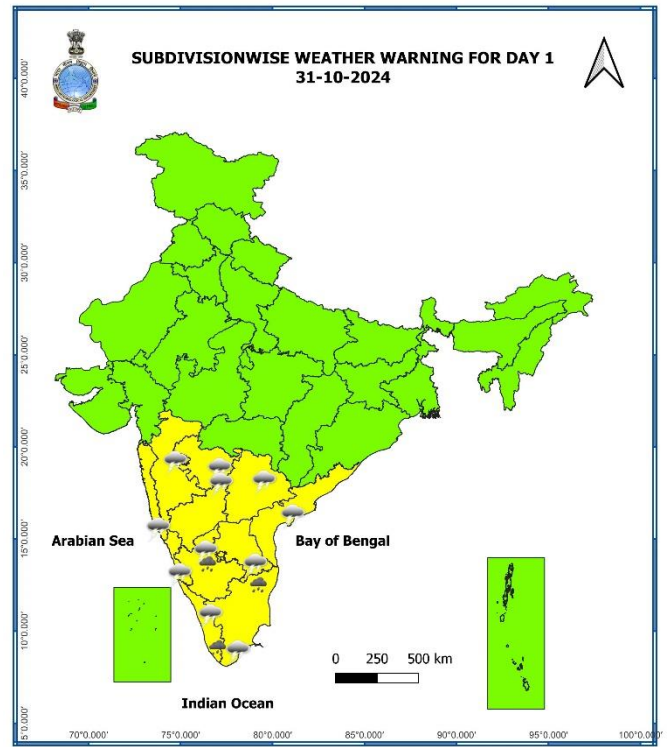 SUBDIVISIONWISE WEATHER WARNING FOR DAY 1
31-10-2024
40°0.000'
35°0.000'
30°0.000'
25°0.000'
20°0.000'
15°0.000'
10°0.000'
5°0.000'
Arabian Sea
Bay of Bengal
0 250 500 km
Indian Ocean
70°0.000' 75°0.000' 80°0.000' 85°0.000' 90°0.000' 95°0.000' 100°0.000'